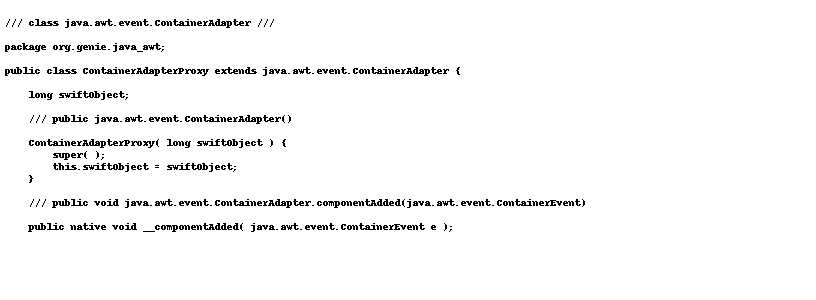 /// class java.awt.event.ContainerAdapter ///
package org.genie.java_awt;
public class ContainerAdapterProxy extends java.awt.event.ContainerAdapter {
long swiftObject;
/// public java.awt.event.ContainerAdapter()
ContainerAdapterProxy( long swiftObject ) {
super( );
this.swiftObject = swiftObject;
}
/// public void java.awt.event.ContainerAdapter.componentAdded(java.awt.event.ContainerEvent)
public native void __componentAdded( java.awt.event.ContainerEvent e );